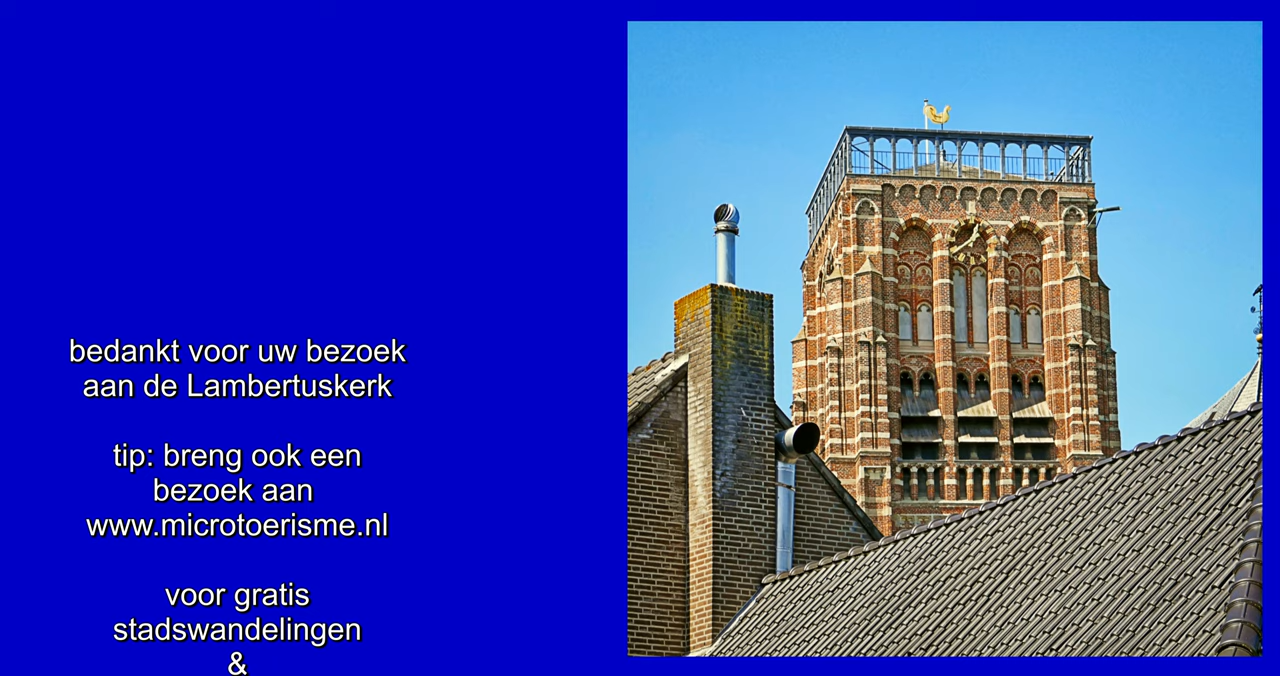 bedankt voor uw bezoek
aan de Lambertuskerk
tip: breng ook een
bezoek aan
www.microtoerisme.nl
voor gratis
stadswandelingen
&